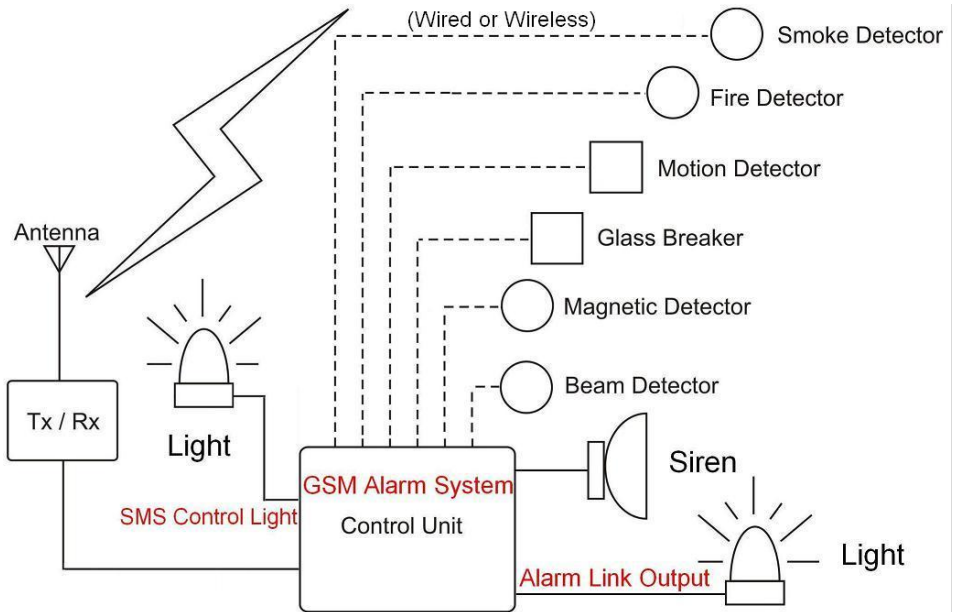 (Wired or Wireless)
Smoke Detector
Fire Detector
Motion Detector
Antenna
Glass Breaker
Magnetic Detector
Beam Detector
Tx / Rx
Light
Siren
GSM Alarm System
SMS Control Light
Control Unit
Light
Alarm Link Output